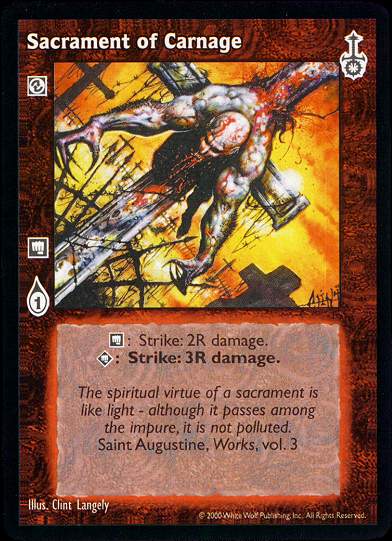 Sacrament of Carnage
1
: Strike: 2R damage.
: Strike: 3R damage.
The spiritual virtue of a sacrament is
like light - although it passes among
the impure, it is not polluted.
Saint Augustine, Works, vol. 3
Illus. Clint Langely
© 2000 White Wolf Publishing, Inc. All Rights Reserved.